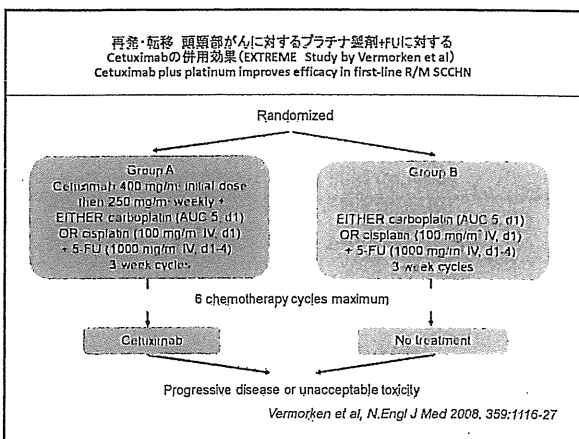 再発・転移 頭頸部がんに対するプラチナ製剤+FUに対する
Cetuximabの併用効果(EXTREME Study by Vermorken et al)
Cetuximab plus platinum improves efficacy in first-line R/M SCCHN
Randomized
Group A
Cetuximab 400 mg/m² initial dose
then 250 mg/m² weekly +
EITHER carboplatin (AUC 5, d1)
OR cisplatin (100 mg/m² IV, d1)
+ 5-FU (1000 mg/m² IV, d1-4)
3 week cycles
Group B
EITHER carboplatin (AUC 5, d1)
OR cisplatin (100 mg/m² IV, d1)
+ 5-FU (1000 mg/m² IV, d1-4)
3 week cycles
6 chemotherapy cycles maximum
Cetuximab
No treatment
Progressive disease or unacceptable toxicity
Vermorken et al, N.Engl J Med 2008, 359:1116-27